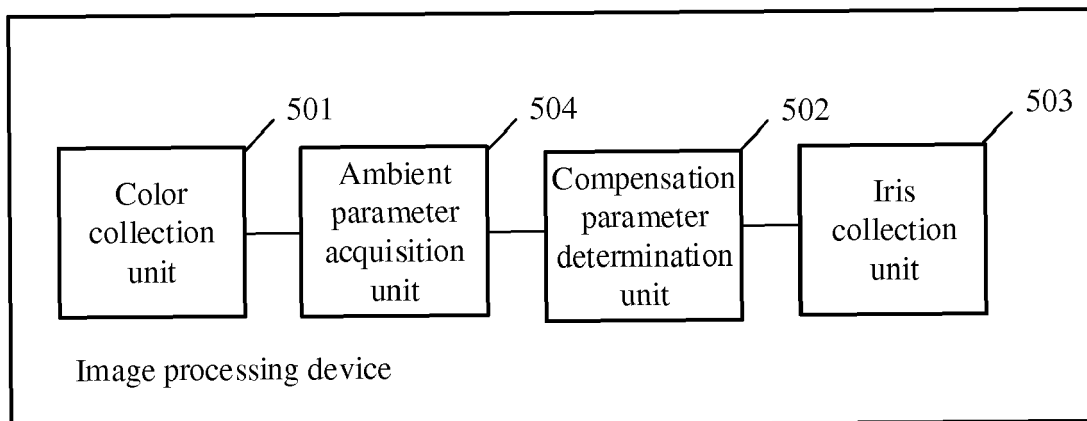 501
504
502
503
Color
collection
unit
Ambient
parameter
acquisition
unit
Compensation
parameter
determination
unit
Iris
collection
unit
Image processing device